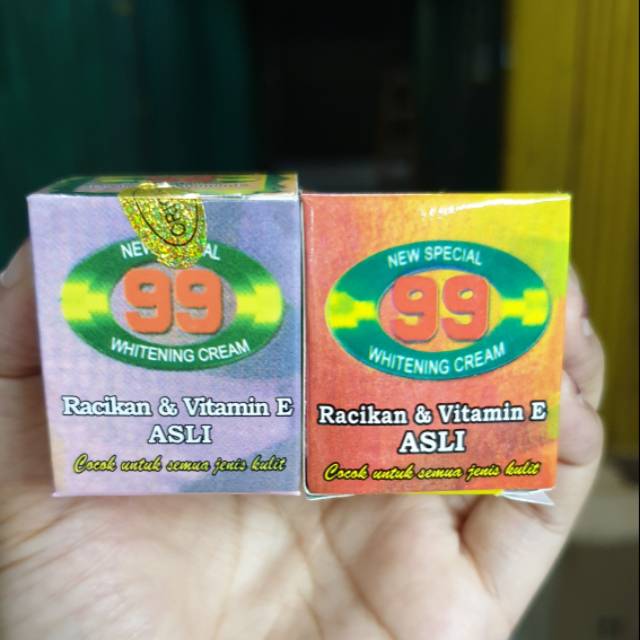 NEW SPECIAL
99
WHITENING CREAM
Racikan & Vitamin E
ASLI
Cocok untuk semua jenis kulit
NEW SPECIAL
99
WHITENING CREAM
Racikan & Vitamin E
ASLI
Cocok untuk semua jenis kulit